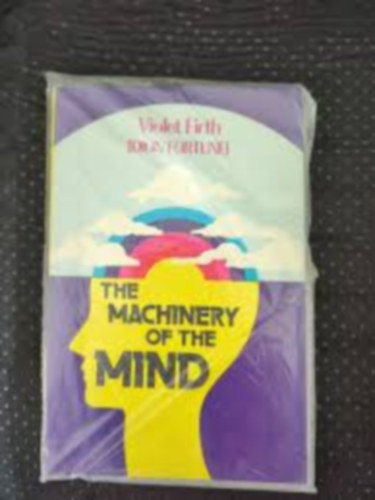 Violet Firth
(DION FORTUNE)
THE
MACHINERY
OF THE
MIND